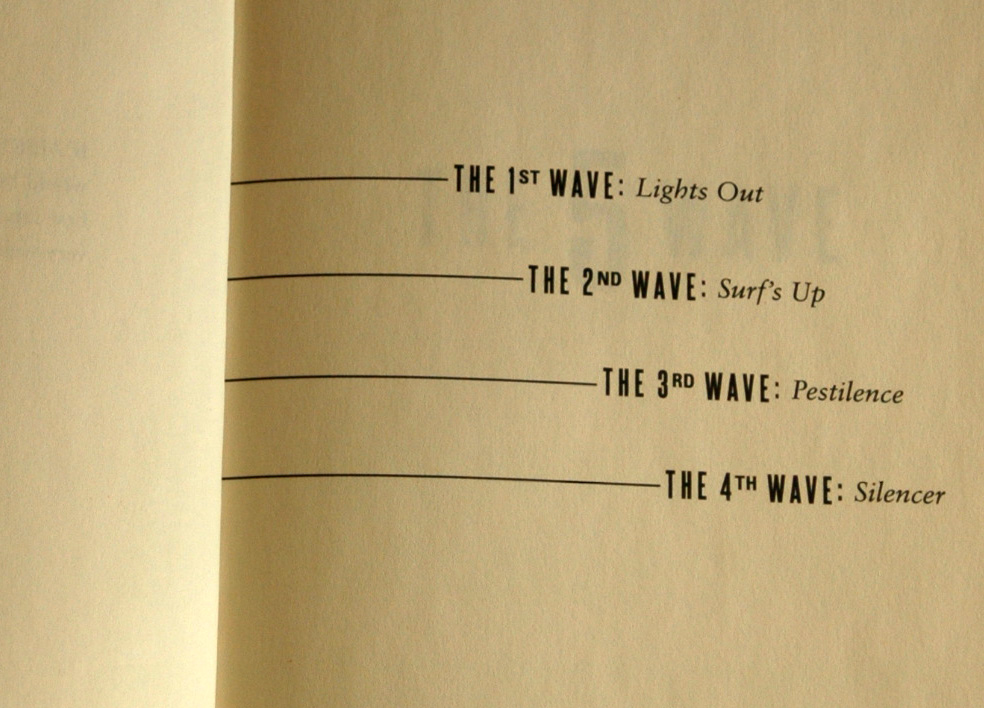 THE 1ST WAVE: Lights Out
THE 2ND WAVE: Surf's Up
THE 3RD WAVE: Pestilence
THE 4TH WAVE: Silencer